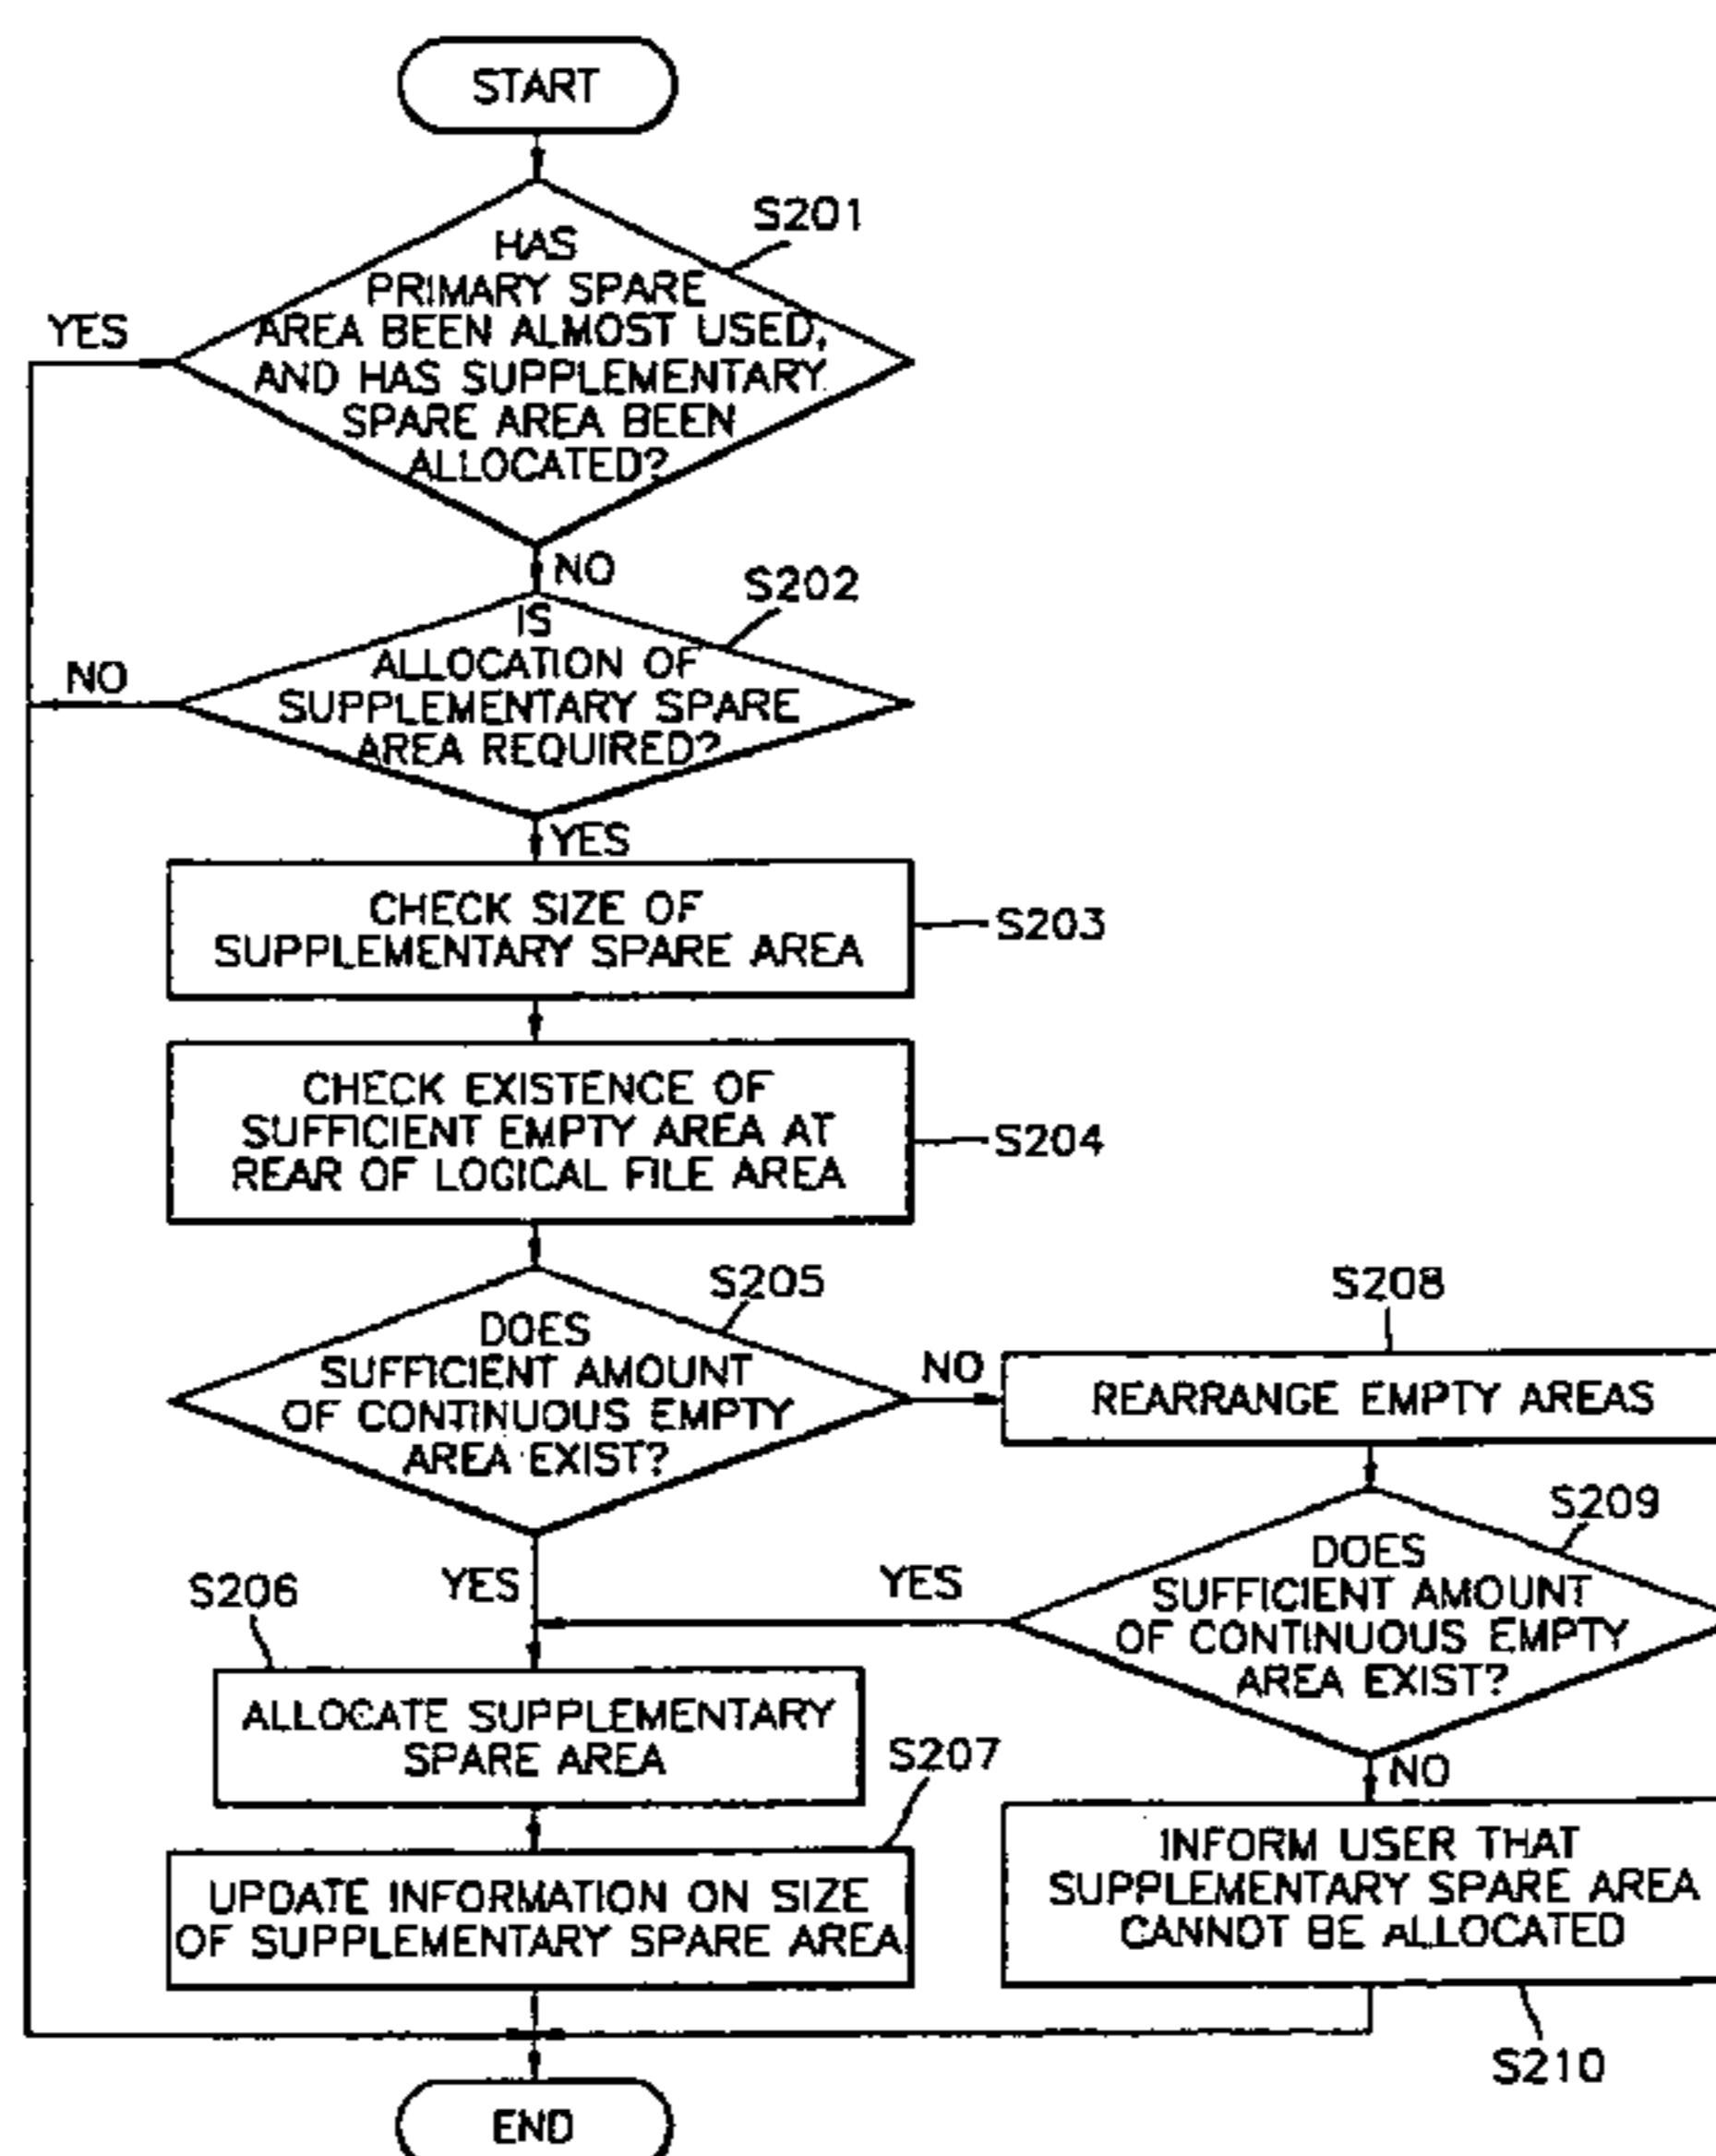 START
S201
HAS
PRIMARY SPARE
AREA BEEN ALMOST USED,
AND HAS SUPPLEMENTARY
SPARE AREA BEEN
ALLOCATED?
YES
NO
S202
IS
ALLOCATION OF
SUPPLEMENTARY SPARE
AREA REQUIRED?
NO
YES
CHECK SIZE OF
SUPPLEMENTARY SPARE AREA
S203
CHECK EXISTENCE OF
SUFFICIENT EMPTY AREA AT
REAR OF LOGICAL FILE AREA
S204
S205
DOES
SUFFICIENT AMOUNT
OF CONTINUOUS EMPTY
AREA EXIST?
NO
S208
REARRANGE EMPTY AREAS
S209
DOES
SUFFICIENT AMOUNT
OF CONTINUOUS EMPTY
AREA EXIST?
YES
YES
S206
ALLOCATE SUPPLEMENTARY
SPARE AREA
S207
UPDATE INFORMATION ON SIZE
OF SUPPLEMENTARY SPARE AREA
NO
INFORM USER THAT
SUPPLEMENTARY SPARE AREA
CANNOT BE ALLOCATED
S210
END